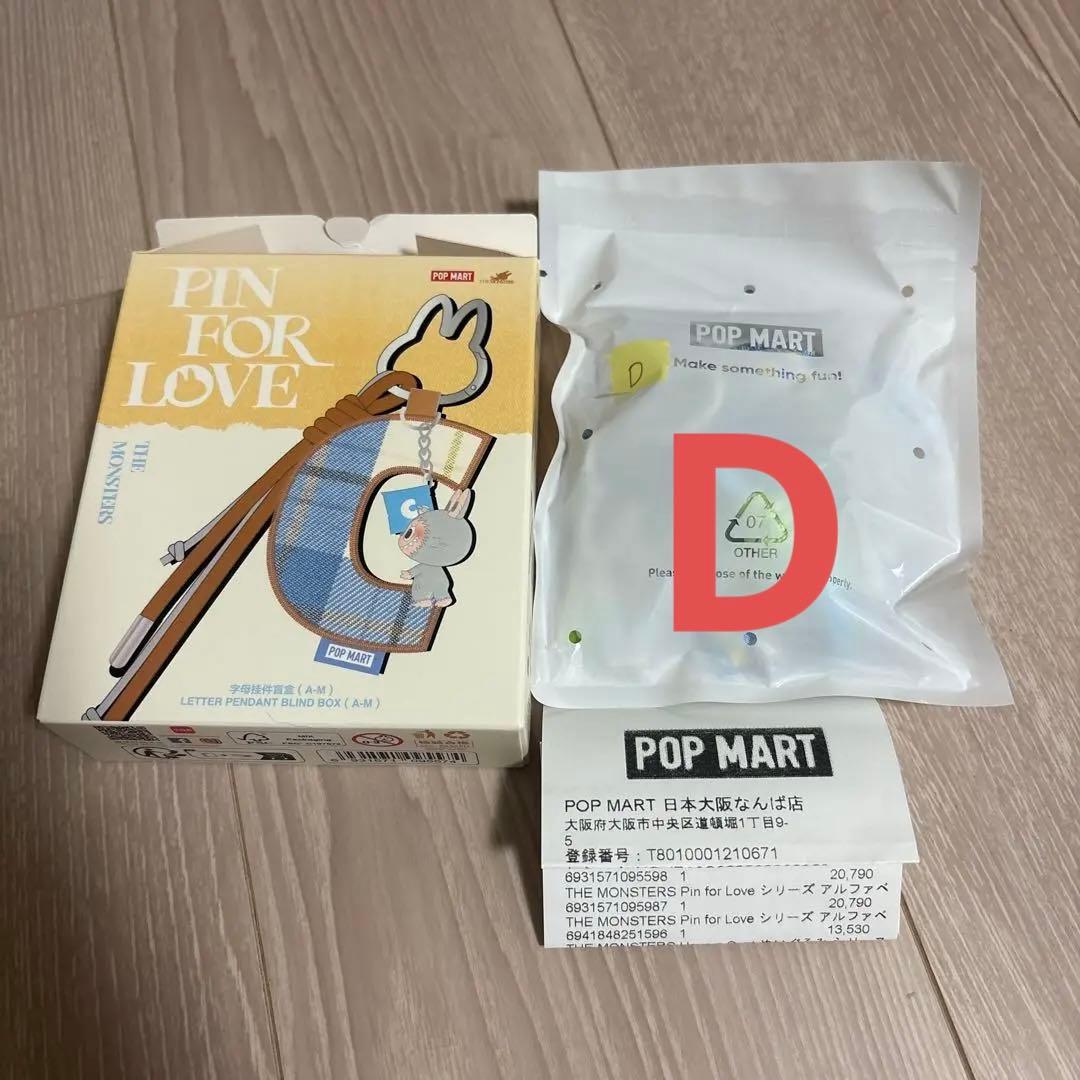 PIN
FOR
LOVE
POP MART
THE
MONSTERS
C
POP MART
字母挂件盲盒 ( A-M )
LETTER PENDANT BLIND BOX ( A-M )
POP MART
Make something fun!
D
D
07
OTHER
POP MART
POP MART 日本大阪なんば店
大阪府大阪市中央区道頓堀1丁目9-
5
登録番号 : T8010001210671
6931571095598 1 20,790
THE MONSTERS Pin for Love シリーズ アルファベ
6931571095987 1 20,790
THE MONSTERS Pin for Love シリーズ アルファベ
6941848251596 1 13,530